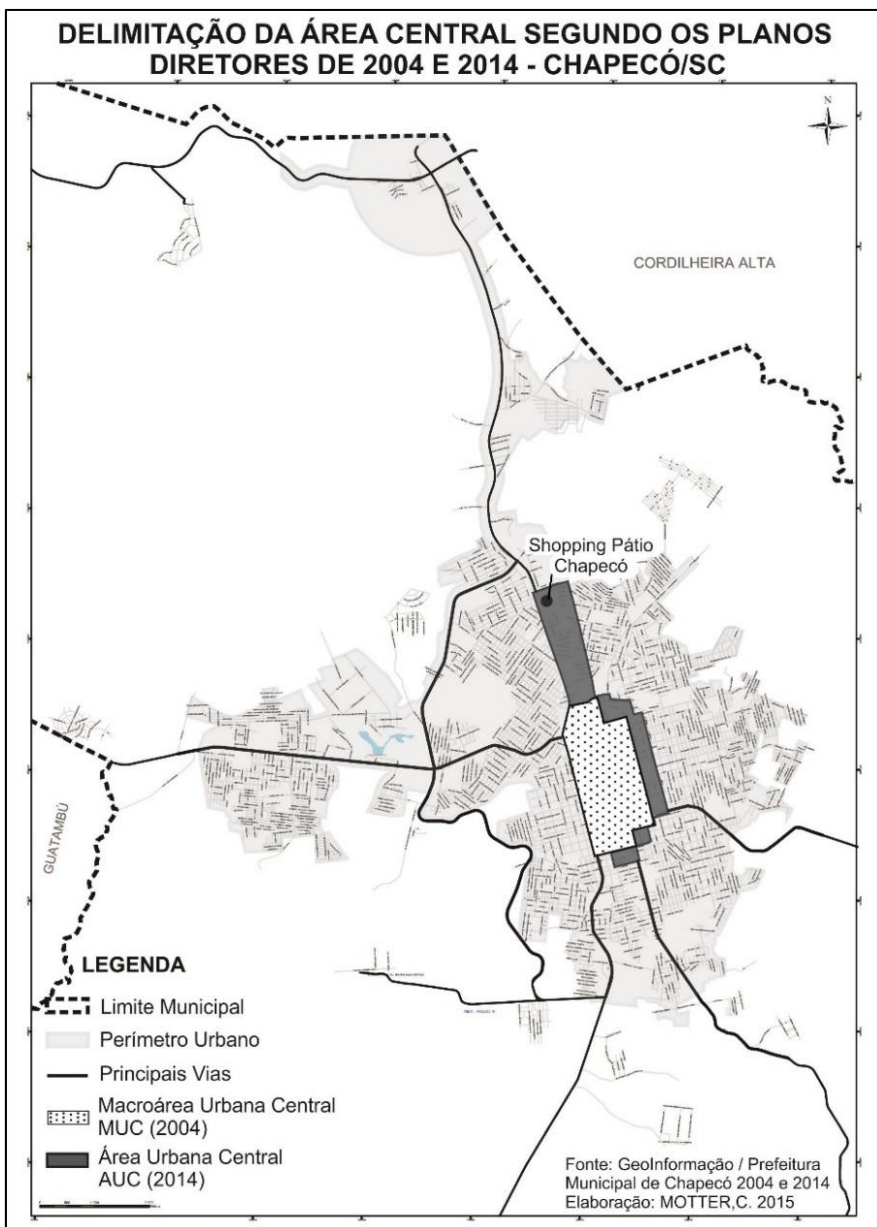 DELIMITAÇÃO DA ÁREA CENTRAL SEGUNDO OS PLANOS
DIRETORES DE 2004 E 2014 - CHAPECÓ/SC
N
CORDILHEIRA ALTA
Shopping Pátio
Chapecó
GUATAMBÚ
LEGENDA
Limite Municipal
Perímetro Urbano
Principais Vias
Macroárea Urbana Central
MUC (2004)
Área Urbana Central
AUC (2014)
Fonte: GeoInformação / Prefeitura
Municipal de Chapecó 2004 e 2014
Elaboração: MOTTER,C. 2015